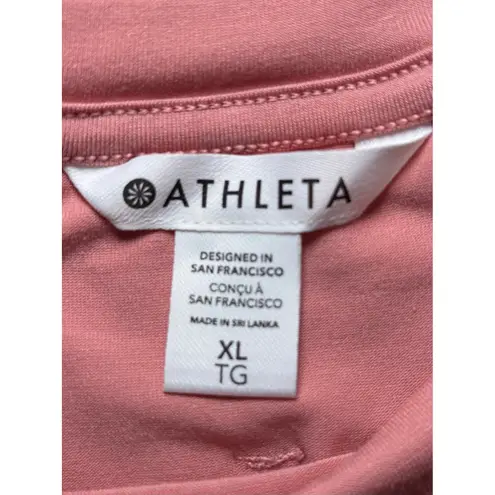 ATHLETA
DESIGNED IN
SAN FRANCISCO
CONÇU À
SAN FRANCISCO
MADE IN SRI LANKA
XL
TG